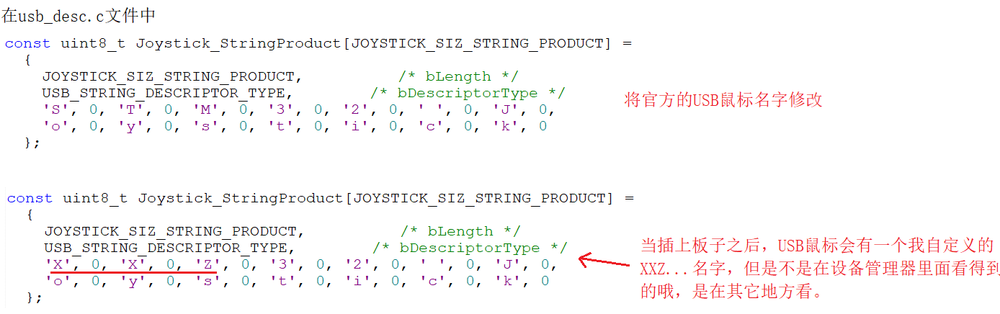 在usb_desc.c文件中
const uint8_t Joystick_StringProduct[JOYSTICK_SIZ_STRING_PRODUCT] =
{
JOYSTICK_SIZ_STRING_PRODUCT, /* bLength */
USB_STRING_DESCRIPTOR_TYPE, /* bDescriptorType */
将官方的USB鼠标名字修改
'S', 0, 'T', 0, 'M', 0, '3', 0, '2', 0, ' ', 0, 'J', 0,
'o', 0, 'y', 0, 's', 0, 't', 0, 'i', 0, 'c', 0, 'k', 0
};
const uint8_t Joystick_StringProduct[JOYSTICK_SIZ_STRING_PRODUCT] =
{
JOYSTICK_SIZ_STRING_PRODUCT, /* bLength */
USB_STRING_DESCRIPTOR_TYPE, /* bDescriptorType */
'X', 0, 'X', 0, 'Z', 0, '3', 0, '2', 0, ' ', 0, 'J', 0,
'o', 0, 'y', 0, 's', 0, 't', 0, 'i', 0, 'c', 0, 'k', 0
};
当插上板子之后，USB鼠标会有一个我自定义的
XXZ...名字，但是不是在设备管理器里面看得到
的哦，是在其它地方看。